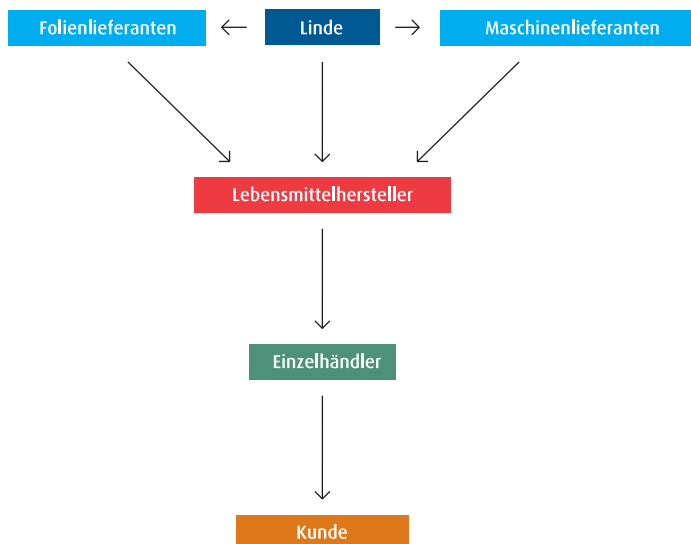 Folienlieferanten
Linde
Maschinenlieferanten
Lebensmittelhersteller
Einzelhändler
Kunde